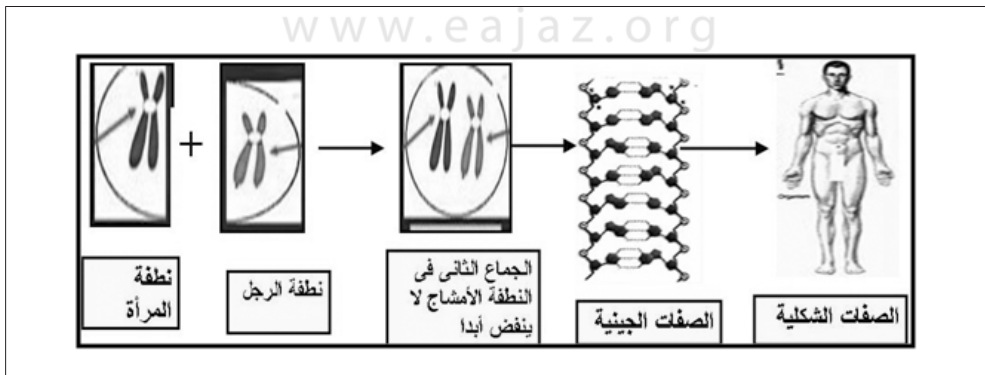 www.eajaz.org
Organism
نطفة
المرأة
نطفة الرجل
الجماع الثانى فى
النطفة الأمشاج لا
ينفض أبدا
الصفات الجينية
الصفات الشكلية